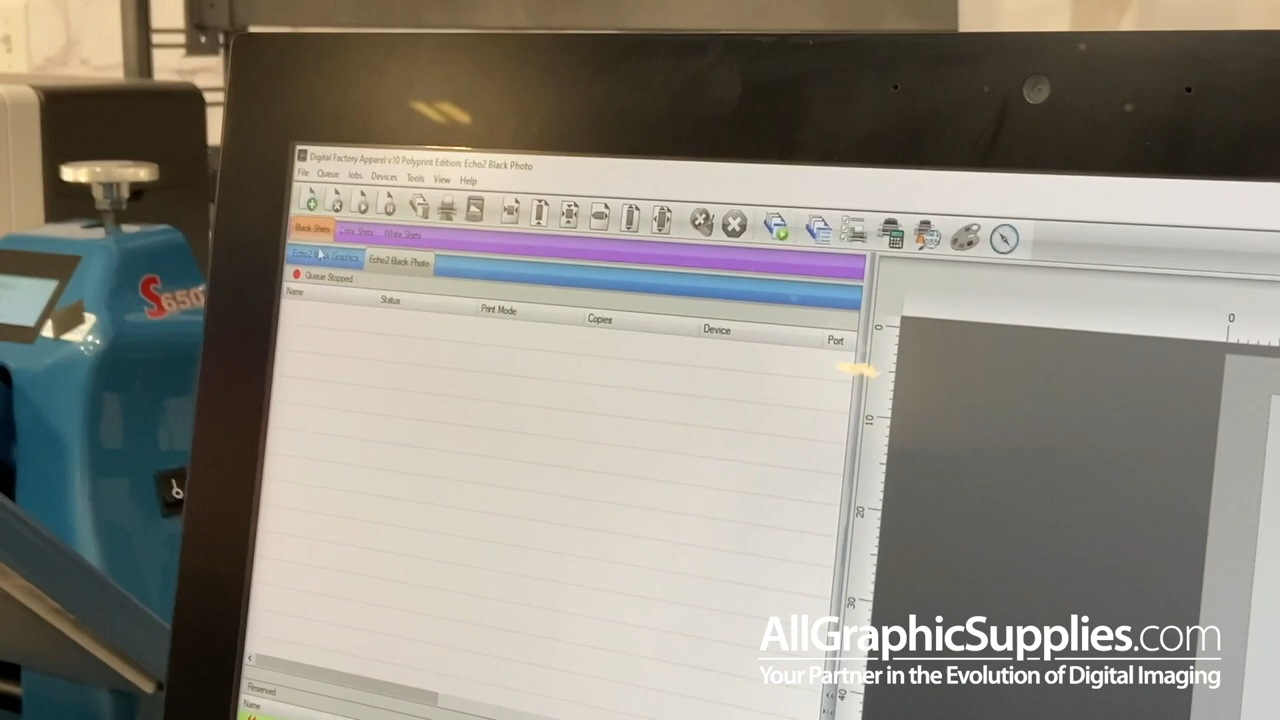 Digital Factory Apparel v10 Polyprint Edition: Echo2 Black Photo
File Queue Jobs Devices Tools View Help
Black Shirts Color Shirts White Shirts
Echo2 Black Graphics Echo2 Black Photo
Queue Stopped
Name Status Print Mode Copies Device Port
0
0
10
20
30
40
Reserved
Name
S650
AllGraphicSupplies.com
Your Partner in the Evolution of Digital Imaging